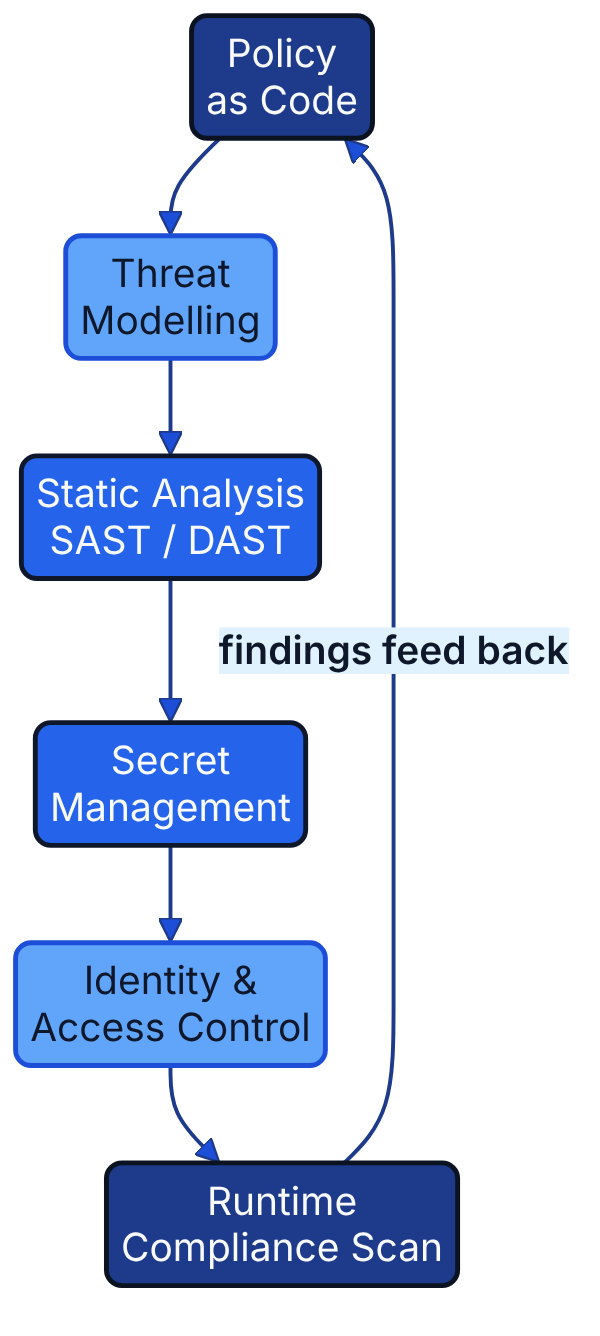 Policy
as Code
Threat
Modelling
Static Analysis
SAST / DAST
findings feed back
Secret
Management
Identity &
Access Control
Runtime
Compliance Scan